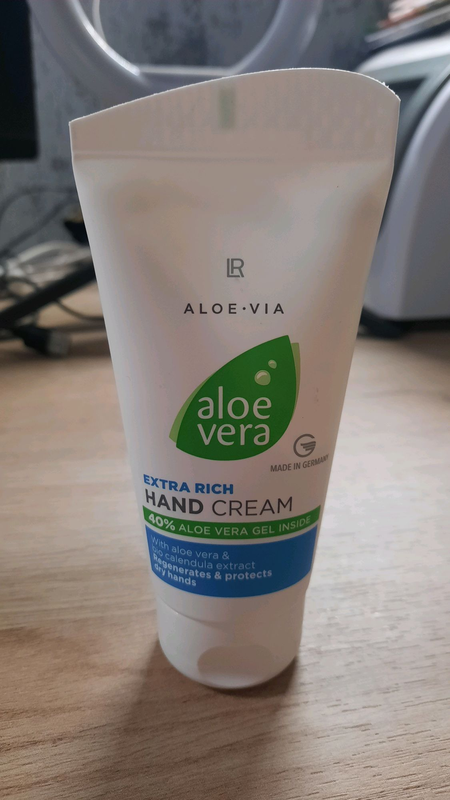 LR
ALOE•VIA
aloe
vera
MADE IN GERMANY
EXTRA RICH
HAND CREAM
40% ALOE VERA GEL INSIDE
With aloe vera &
bio calendula extract
Regenerates & protects
dry hands